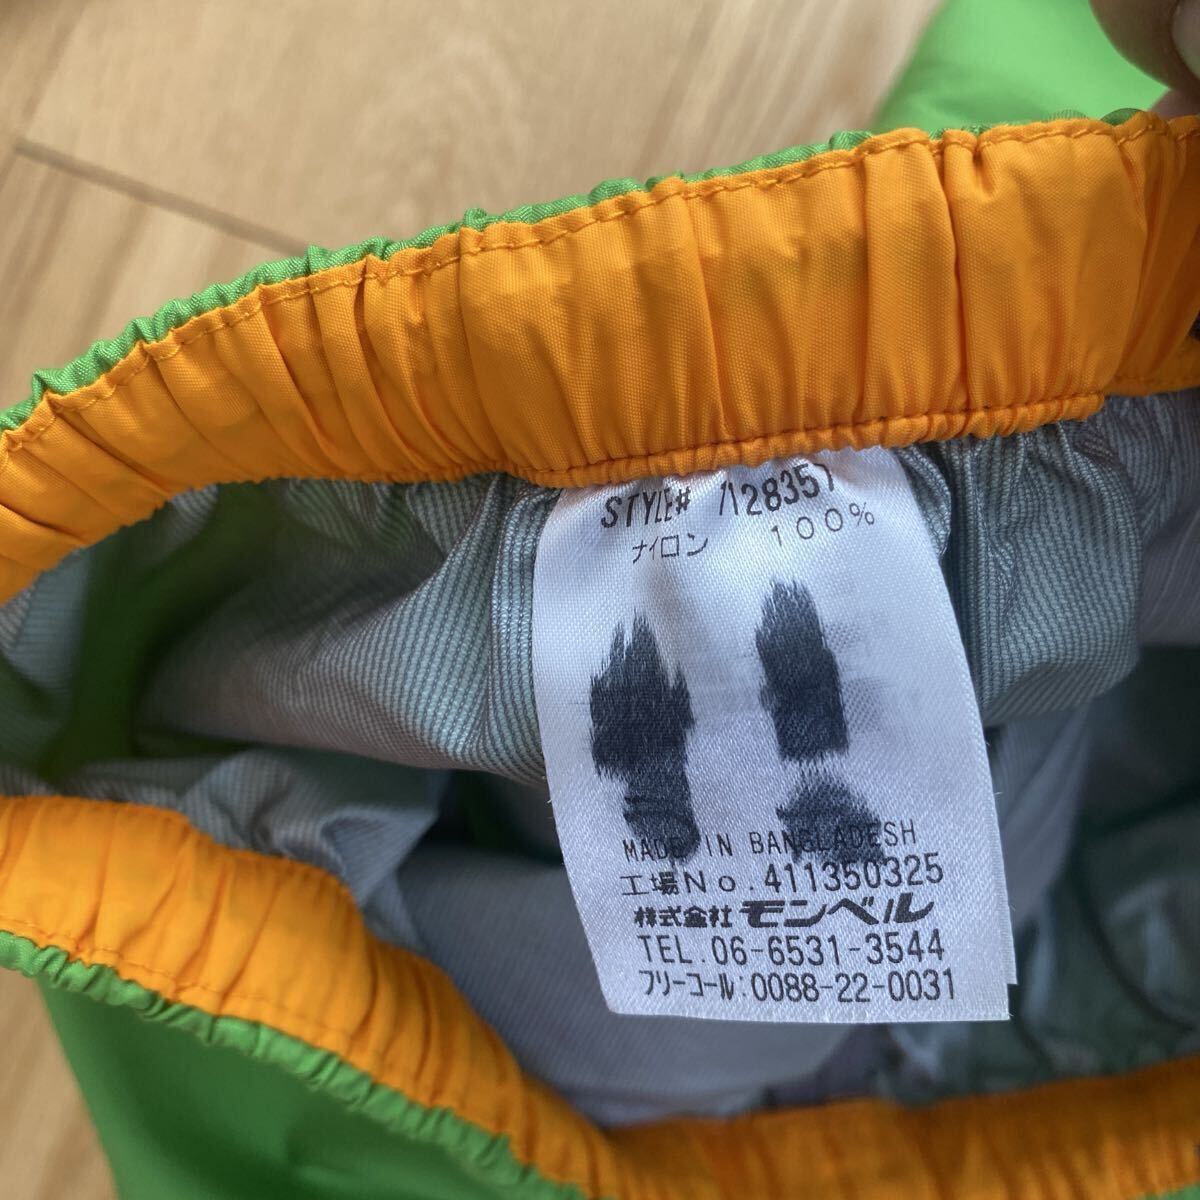 STYLE# 1128357
ナイロン 100%
MADE IN BANGLADESH
工場No.411350325
株式会社モンベル
TEL.06-6531-3544
フリーコール:0088-22-0031